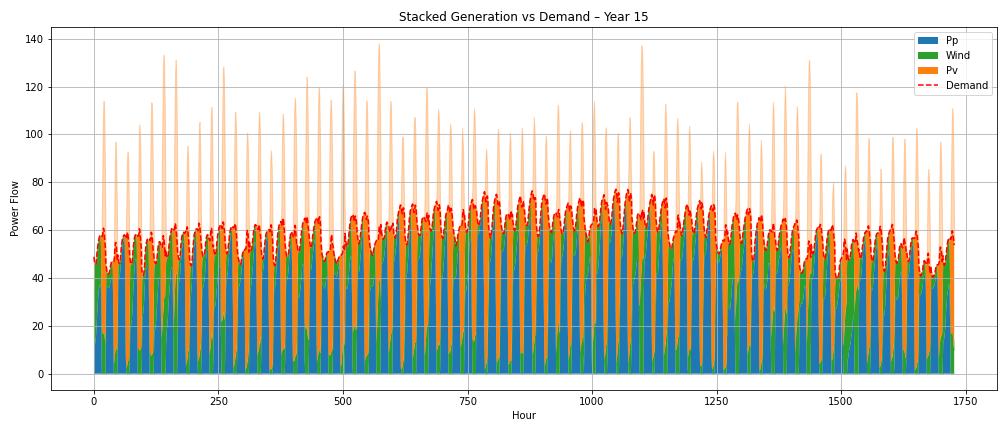 Stacked Generation vs Demand – Year 15
Pp
Wind
Pv
Demand
Power Flow
140
120
100
80
60
40
20
0
0
250
500
750
1000
1250
1500
1750
Hour